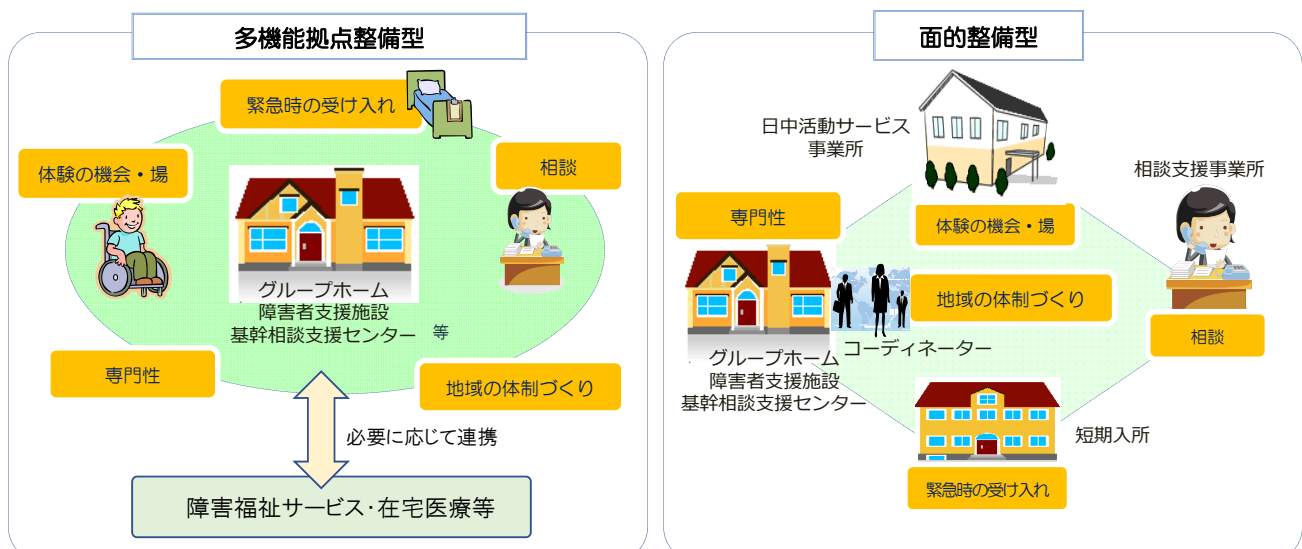 多機能拠点整備型
緊急時の受け入れ
体験の機会・場
相談
グループホーム
障害者支援施設
基幹相談支援センター 等
専門性
地域の体制づくり
必要に応じて連携
障害福祉サービス・在宅医療等
面的整備型
日中活動サービス
事業所
相談支援事業所
専門性
体験の機会・場
地域の体制づくり
コーディネーター
相談
グループホーム
障害者支援施設
基幹相談支援センター
短期入所
緊急時の受け入れ